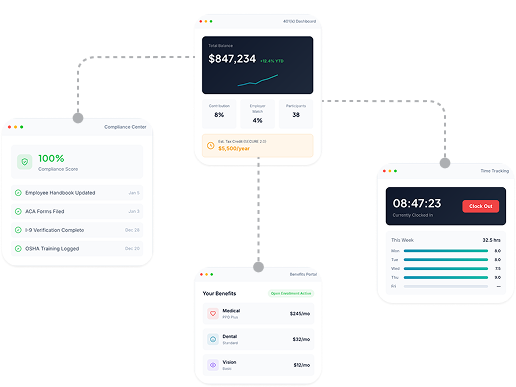 401(k) Dashboard
Total Balance
$847,234 +12.4% YTD
Contribution
8%
Employer Match
4%
Participants
38
Est. Tax Credit (SECURE 2.0)
$5,500/year
Compliance Center
100%
Compliance Score
Employee Handbook Updated Jan 5
ACA Forms Filed Jan 3
I-9 Verification Complete Dec 28
OSHA Training Logged Dec 20
Time Tracking
08:47:23
Currently Clocked In
Clock Out
This Week 32.5 hrs
Mon 8.0
Tue 8.0
Wed 7.5
Thu 9.0
Fri —
Benefits Portal
Your Benefits Open Enrollment Active
Medical $245/mo
PPO Plus
Dental $32/mo
Standard
Vision $12/mo
Basic